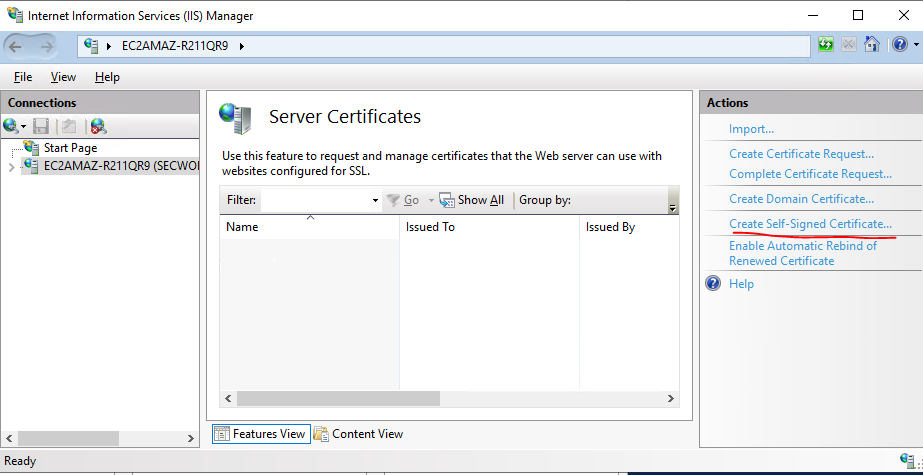 Internet Information Services (IIS) Manager
EC2AMAZ-R211QR9
File View Help
Connections
Start Page
EC2AMAZ-R211QR9 (SECWO
Server Certificates
Use this feature to request and manage certificates that the Web server can use with
websites configured for SSL.
Filter: Go Show All Group by:
Name Issued To Issued By
Features View Content View
Actions
Import...
Create Certificate Request...
Complete Certificate Request...
Create Domain Certificate...
Create Self-Signed Certificate...
Enable Automatic Rebind of
Renewed Certificate
Help
Ready